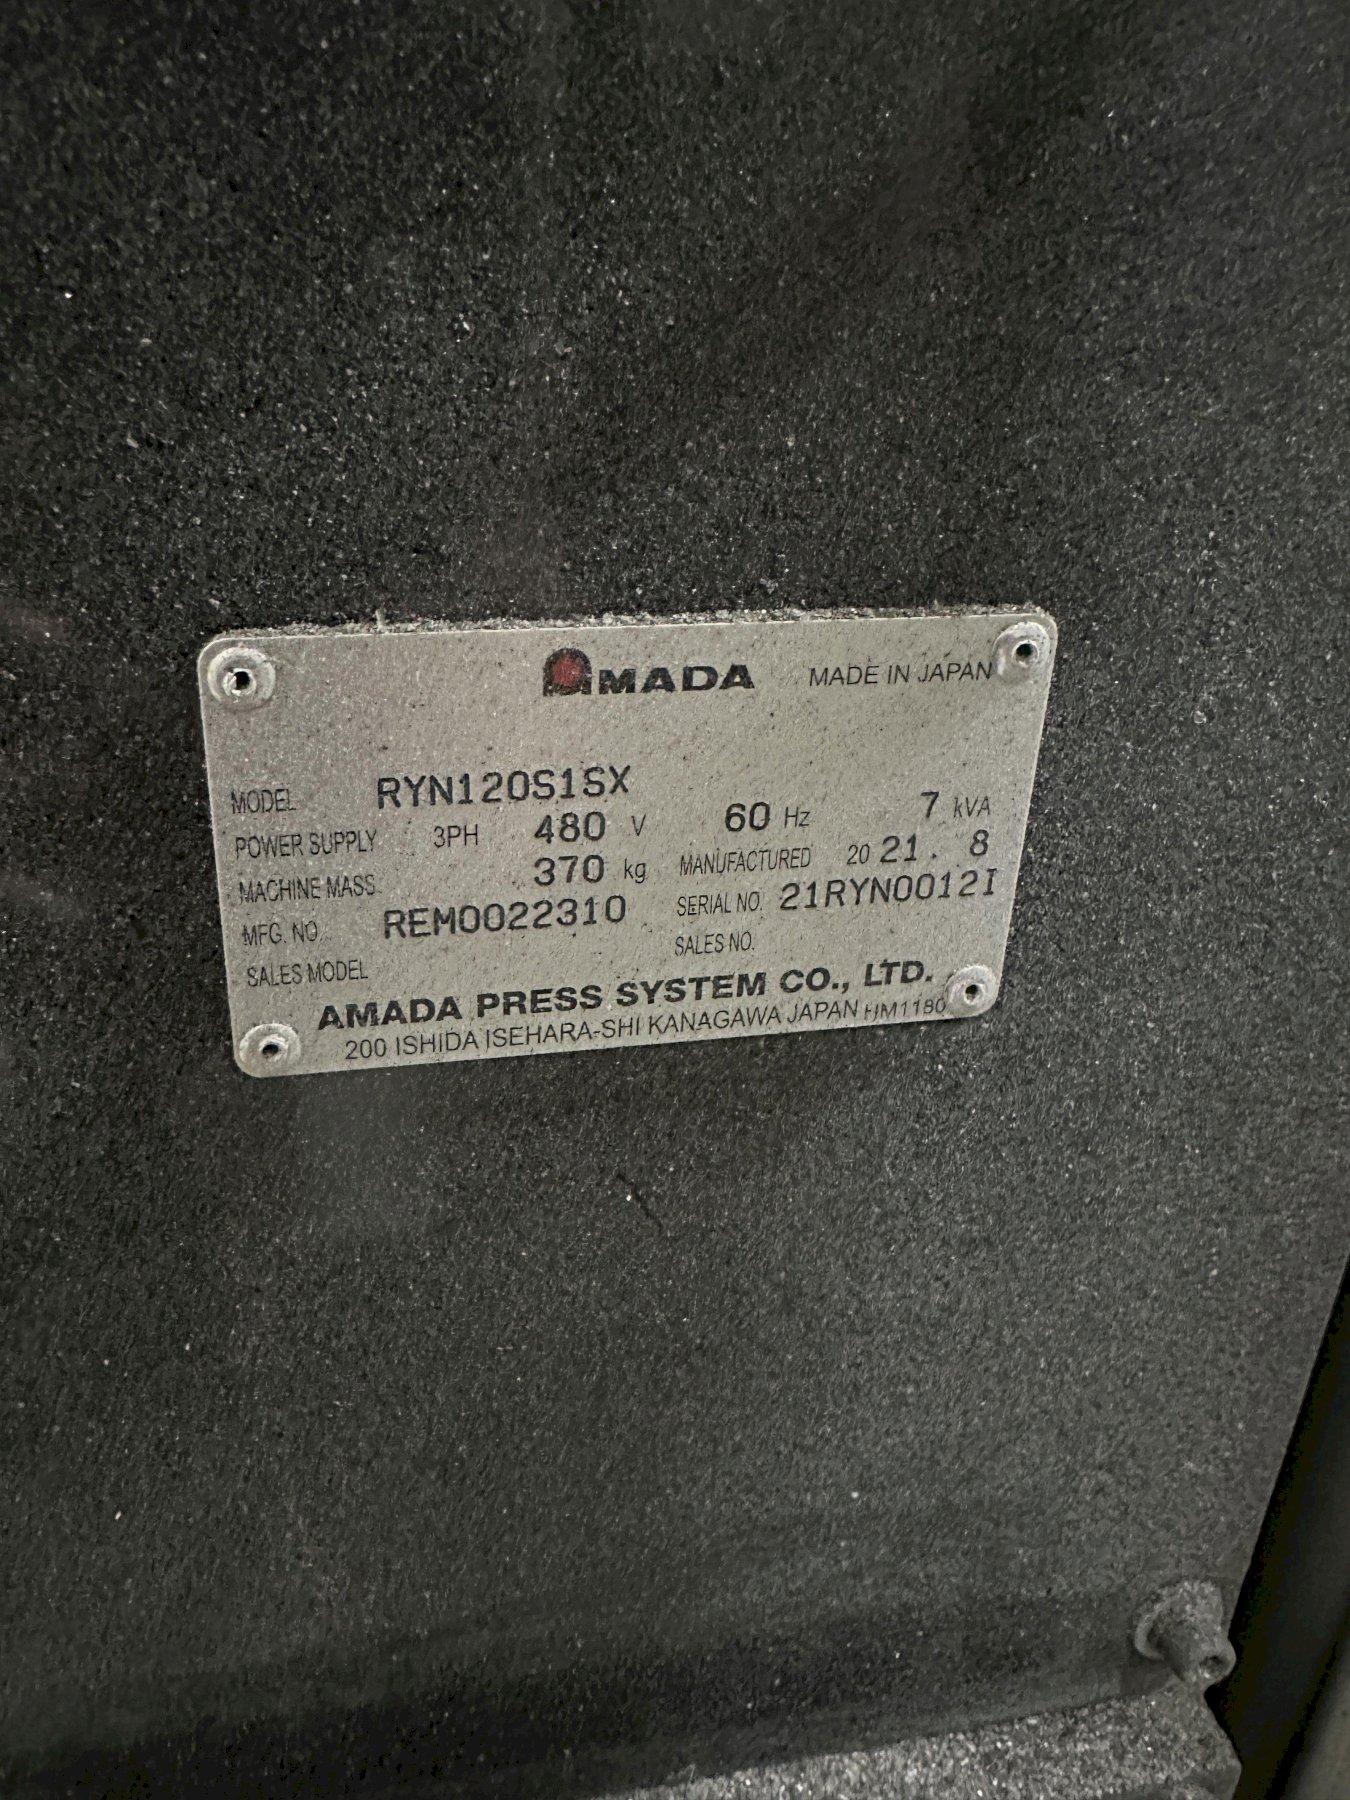 AMADA MADE IN JAPAN
MODEL RYN120S1SX
POWER SUPPLY 3PH 480 V 60 Hz 7 kVA
MACHINE MASS 370 kg MANUFACTURED 20 21. 8
MFG. NO. REM0022310 SERIAL NO. 21RYN0012I
SALES MODEL SALES NO.
AMADA PRESS SYSTEM CO., LTD.
200 ISHIDA ISEHARA-SHI KANAGAWA JAPAN HM1180